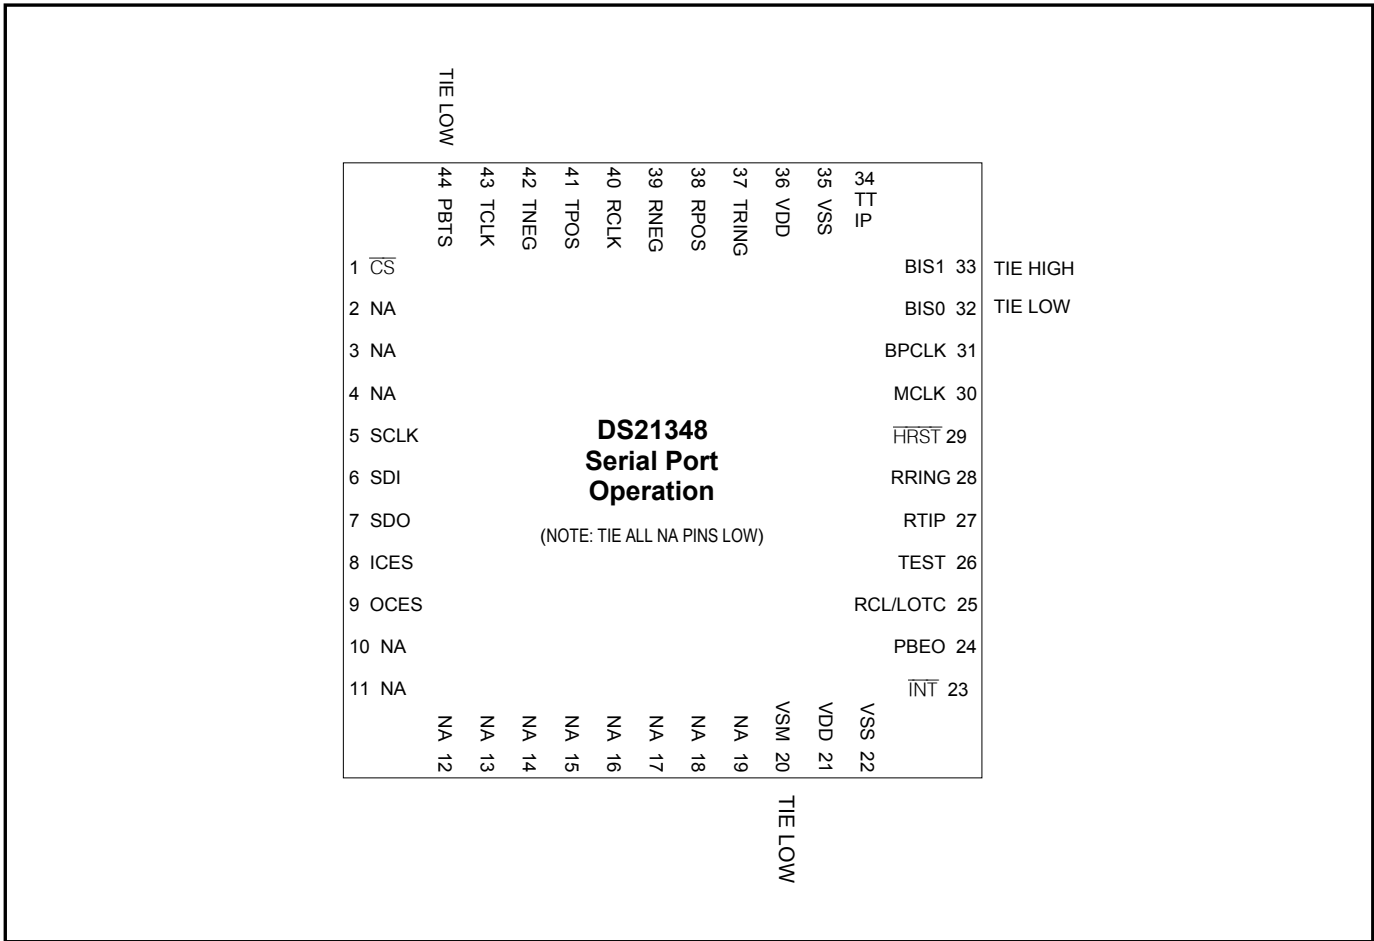 TIE LOW
44 PBTS
43 TCLK
42 TNEG
41 TPOS
40 RCLK
39 RNEG
38 RPOS
37 TRING
36 VDD
35 VSS
34
TT
IP
1 C̅S̅
2 NA
3 NA
4 NA
5 SCLK
6 SDI
7 SDO
8 ICES
9 OCES
10 NA
11 NA
DS21348
Serial Port
Operation
(NOTE: TIE ALL NA PINS LOW)
BIS1 33 TIE HIGH
BIS0 32 TIE LOW
BPCLK 31
MCLK 30
H̅R̅S̅T̅ 29
RRING 28
RTIP 27
TEST 26
RCL/LOTC 25
PBEO 24
I̅N̅T̅ 23
NA 12
NA 13
NA 14
NA 15
NA 16
NA 17
NA 18
NA 19
VSM 20
VDD 21
VSS 22
TIE LOW